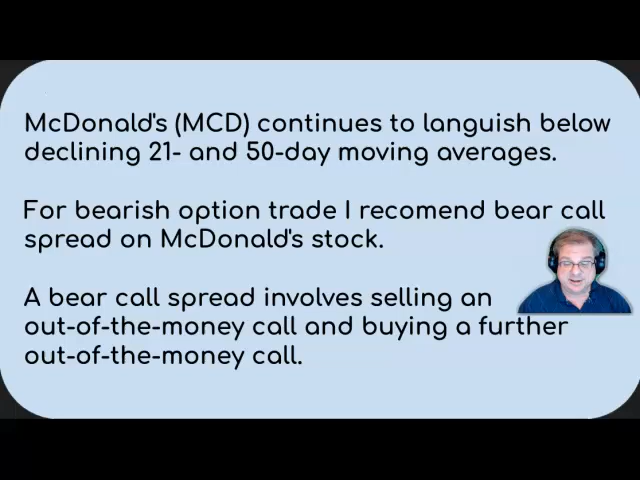 McDonald's (MCD) continues to languish below
declining 21- and 50-day moving averages.
For bearish option trade I recomend bear call
spread on McDonald's stock.
A bear call spread involves selling an
out-of-the-money call and buying a further
out-of-the-money call.